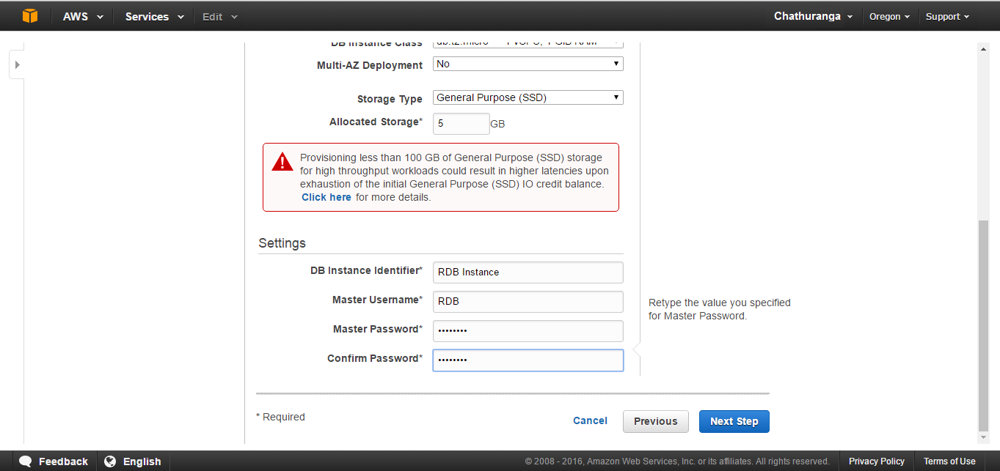 AWS Services Edit Chathuranga Oregon Support
DB Instance Class db.t2.micro
Multi-AZ Deployment No
Storage Type General Purpose (SSD)
Allocated Storage* 5 GB
Provisioning less than 100 GB of General Purpose (SSD) storage
for high throughput workloads could result in higher latencies upon
exhaustion of the initial General Purpose (SSD) IO credit balance.
Click here for more details.
Settings
DB Instance Identifier* RDB Instance
Master Username* RDB
Master Password* ••••••••
Confirm Password* ••••••••
Retype the value you specified
for Master Password.
* Required Cancel Previous Next Step
Feedback English © 2008 - 2016, Amazon Web Services, Inc. or its affiliates. All rights reserved. Privacy Policy Terms of Use